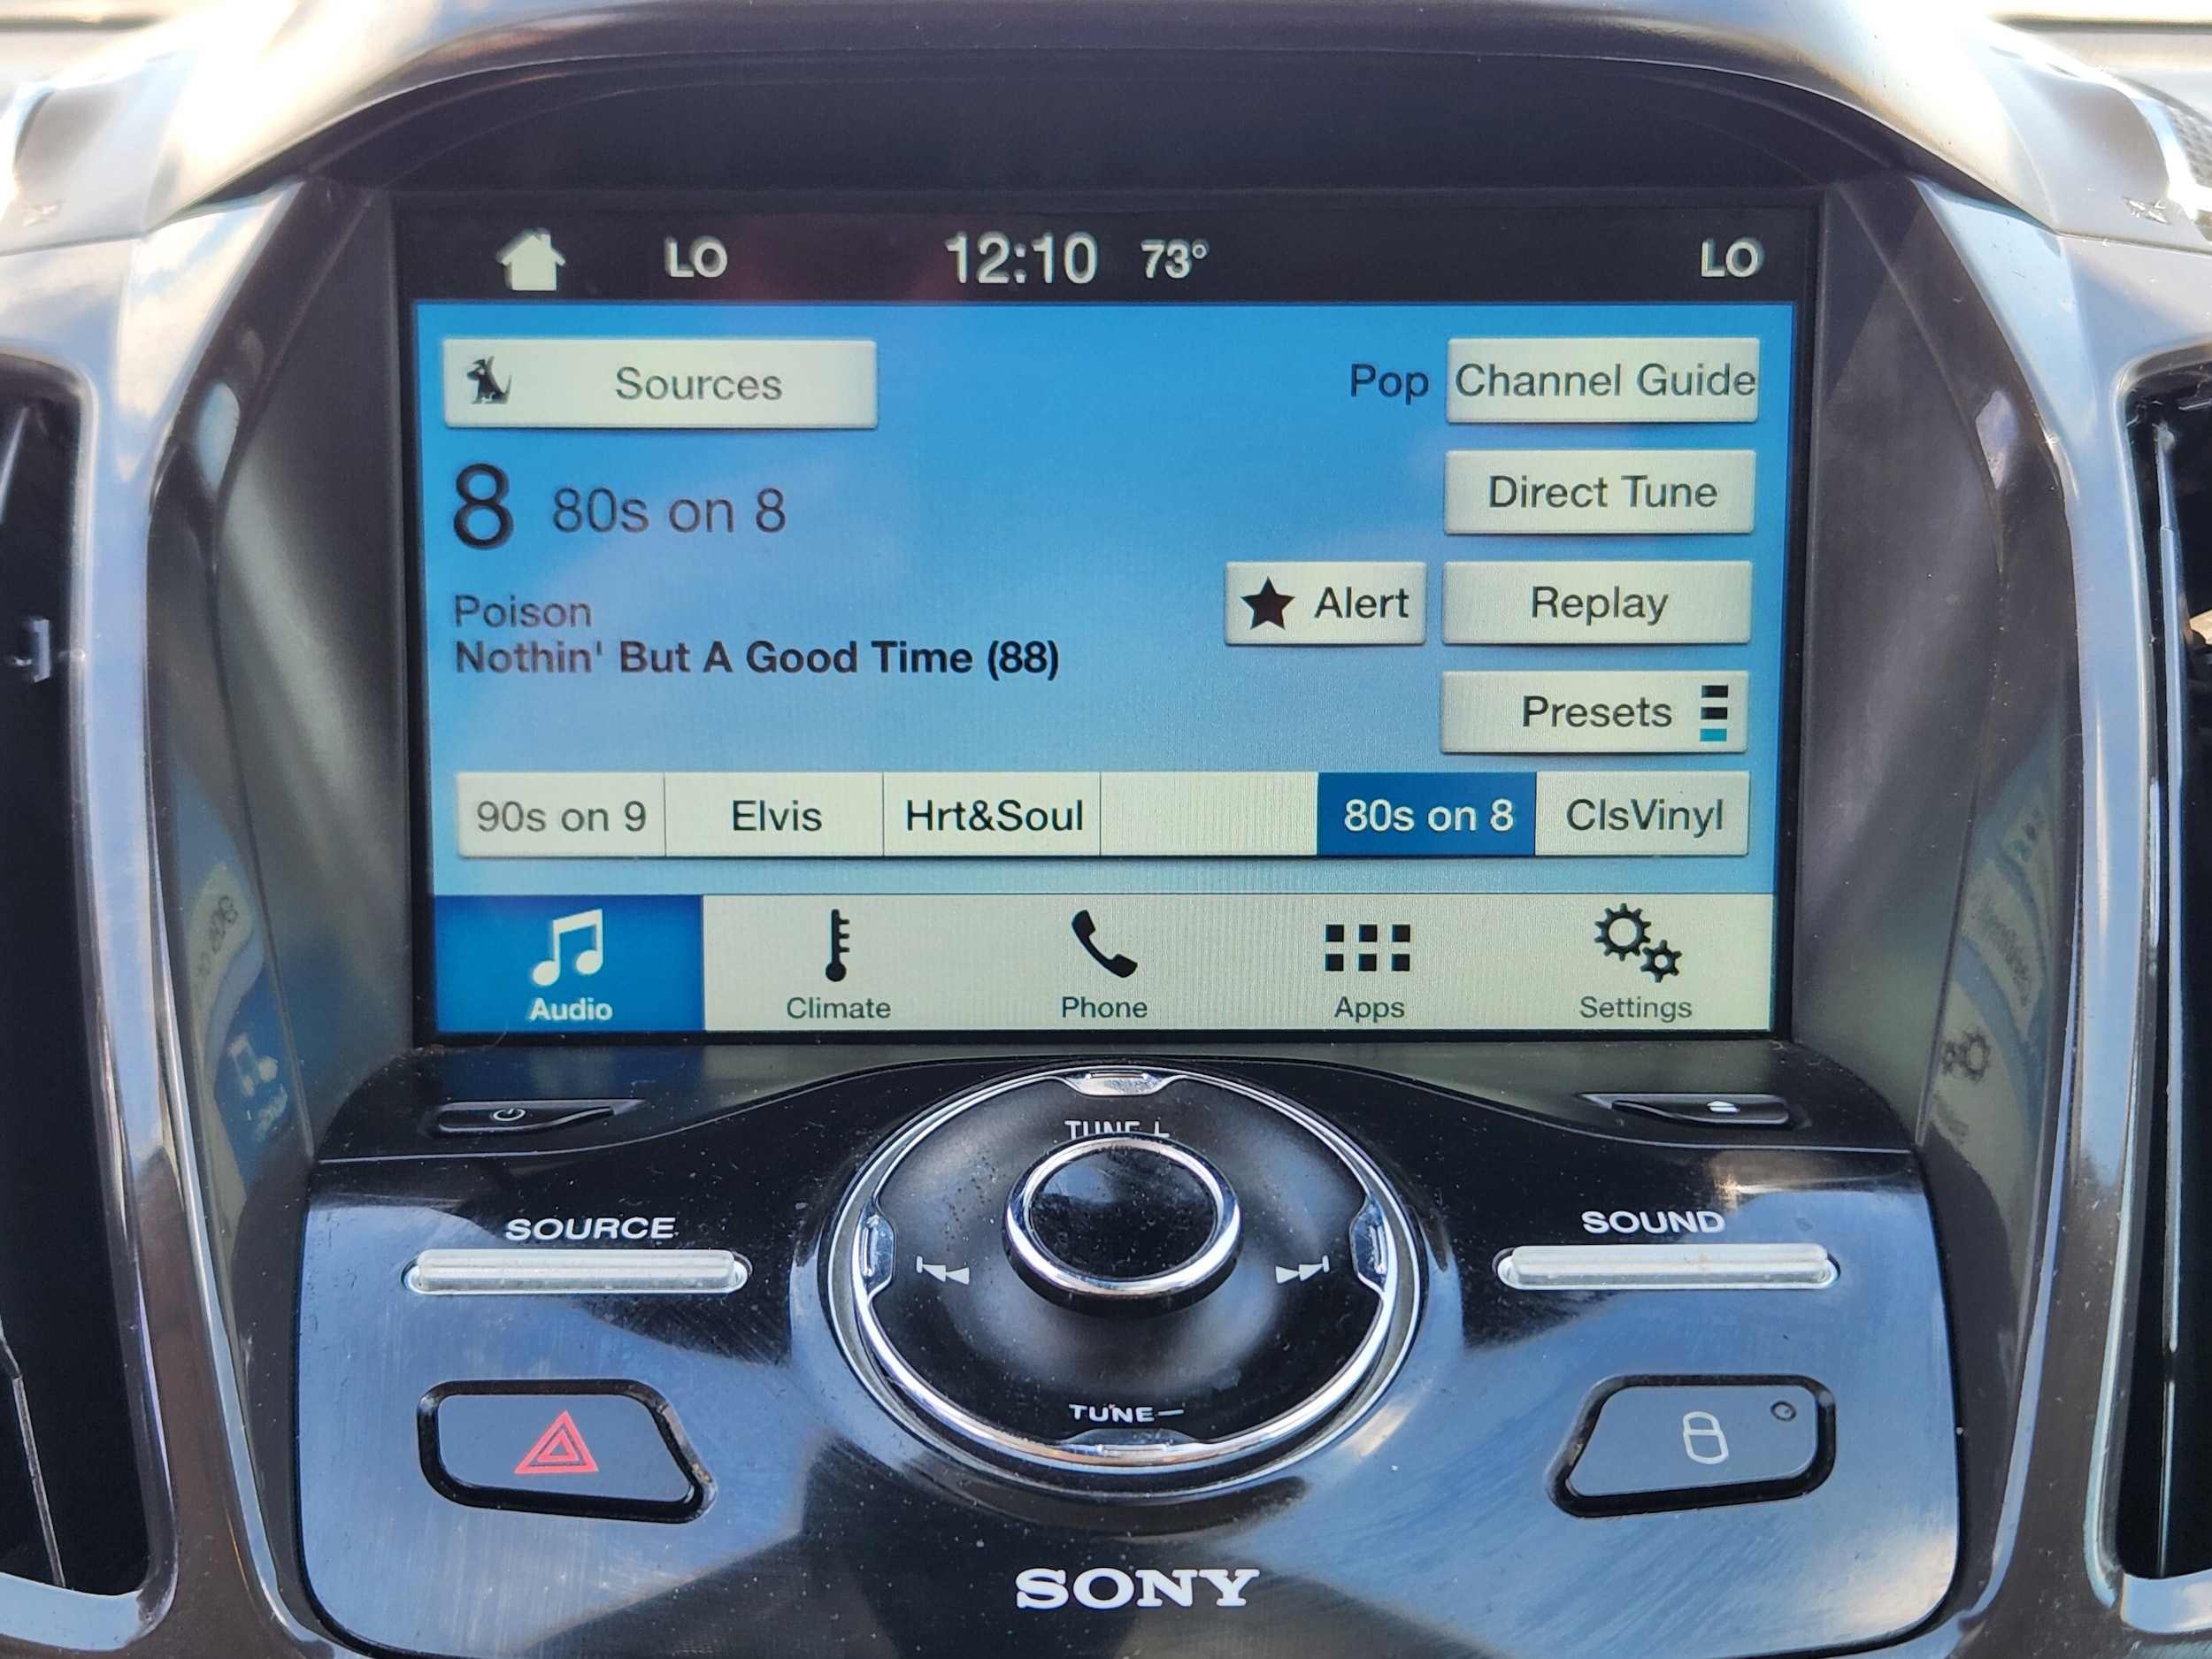 LO 12:10 73° LO
Sources Pop Channel Guide
8 80s on 8 Direct Tune
Poison Alert Replay
Nothin' But A Good Time (88)
Presets
90s on 9 Elvis Hrt&Soul 80s on 8 ClsVinyl
Audio Climate Phone Apps Settings
TUNE +
SOURCE SOUND
TUNE—
SONY